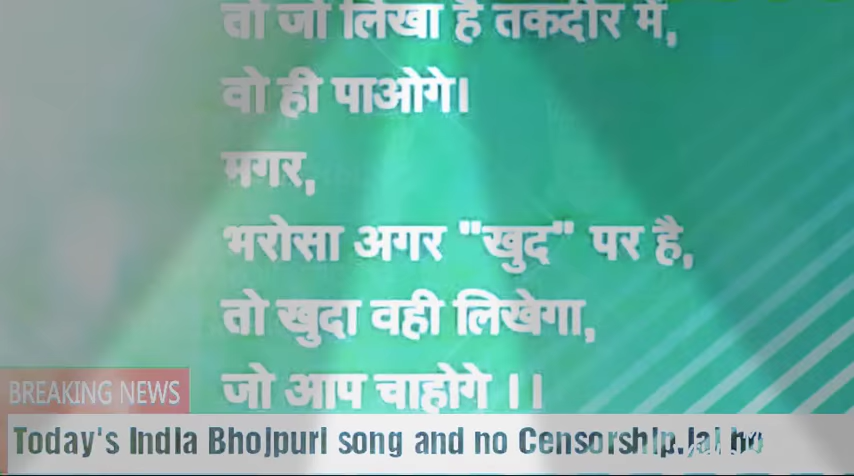 तो जो लिखा है तकदीर में,
वो ही पाओगे।
मगर,
भरोसा अगर "खुद" पर है,
तो खुदा वही लिखेगा,
जो आप चाहोगे ।।
BREAKING NEWS
Today's India Bhojpuri song and no Censorship.jai ho